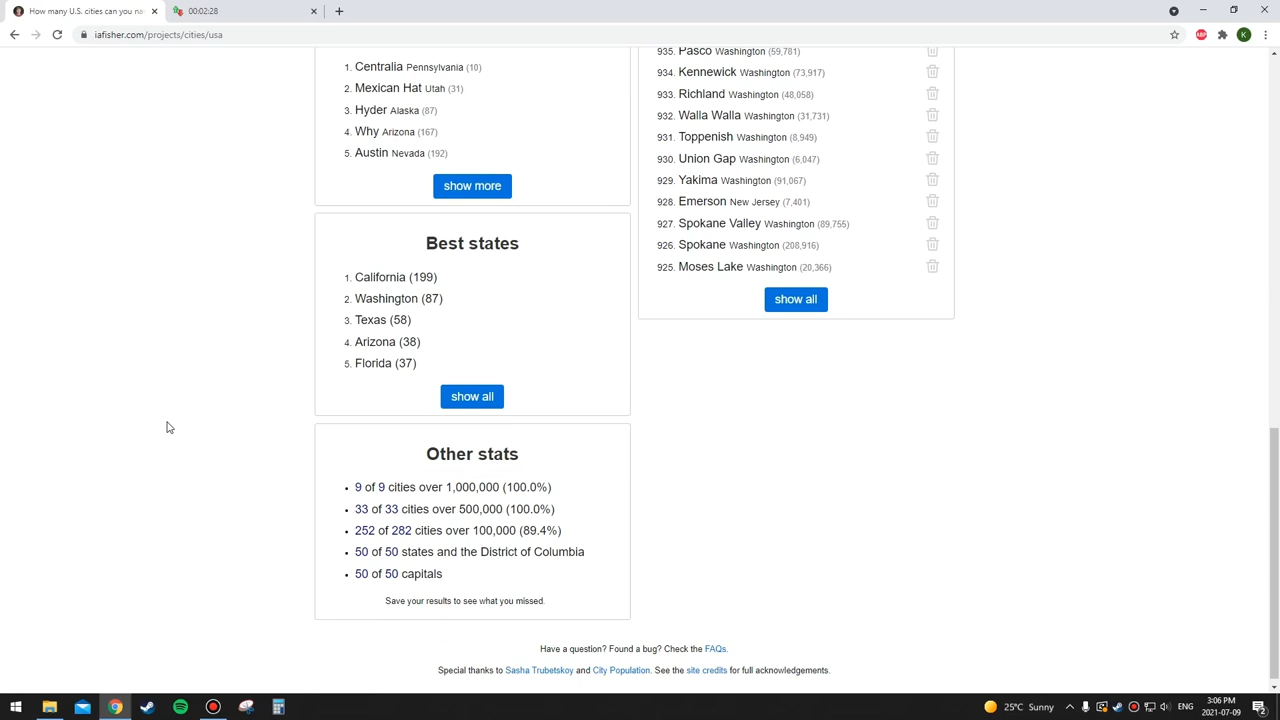 How many U.S. cities can you na
00:02:28
iafisher.com/projects/cities/usa
ABP
K
1. Centralia Pennsylvania (10)
2. Mexican Hat Utah (31)
3. Hyder Alaska (87)
4. Why Arizona (167)
5. Austin Nevada (192)
show more
Best states
1. California (199)
2. Washington (87)
3. Texas (58)
4. Arizona (38)
5. Florida (37)
show all
Other stats
• 9 of 9 cities over 1,000,000 (100.0%)
• 33 of 33 cities over 500,000 (100.0%)
• 252 of 282 cities over 100,000 (89.4%)
• 50 of 50 states and the District of Columbia
• 50 of 50 capitals
Save your results to see what you missed.
935. Pasco Washington (59,781)
934. Kennewick Washington (73,917)
933. Richland Washington (48,058)
932. Walla Walla Washington (31,731)
931. Toppenish Washington (8,949)
930. Union Gap Washington (6,047)
929. Yakima Washington (91,067)
928. Emerson New Jersey (7,401)
927. Spokane Valley Washington (89,755)
926. Spokane Washington (208,916)
925. Moses Lake Washington (20,366)
show all
Have a question? Found a bug? Check the FAQs.
Special thanks to Sasha Trubetskoy and City Population. See the site credits for full acknowledgements.
25°C Sunny
ENG
3:06 PM
2021-07-09
2